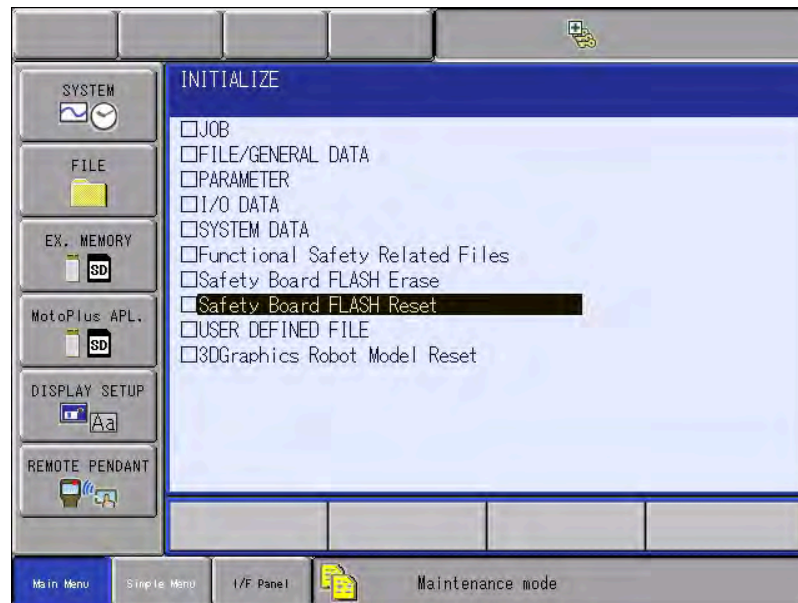 SYSTEM
FILE
EX. MEMORY
SD
MotoPlus APL.
SD
DISPLAY SETUP
Aa
REMOTE PENDANT
INITIALIZE
JOB
FILE/GENERAL DATA
PARAMETER
I/O DATA
SYSTEM DATA
Functional Safety Related Files
Safety Board FLASH Erase
Safety Board FLASH Reset
USER DEFINED FILE
3DGraphics Robot Model Reset
Main Menu
Simple Menu
I/F Panel
Maintenance mode